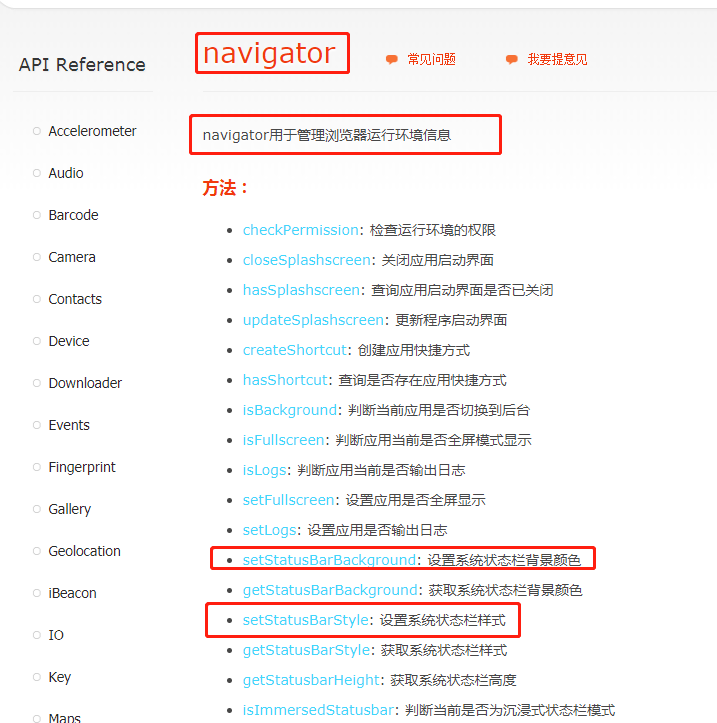 API Reference
Accelerometer
Audio
Barcode
Camera
Contacts
Device
Downloader
Events
Fingerprint
Gallery
Geolocation
iBeacon
IO
Key
Maps
navigator
常见问题
我要提意见
navigator用于管理浏览器运行环境信息
方法：
checkPermission: 检查运行环境的权限
closeSplashscreen: 关闭应用启动界面
hasSplashscreen: 查询应用启动界面是否已关闭
updateSplashscreen: 更新程序启动界面
createShortcut: 创建应用快捷方式
hasShortcut: 查询是否存在应用快捷方式
isBackground: 判断当前应用是否切换到后台
isFullscreen: 判断应用当前是否全屏模式显示
isLogs: 判断应用当前是否输出日志
setFullscreen: 设置应用是否全屏显示
setLogs: 设置应用是否输出日志
setStatusBarBackground: 设置系统状态栏背景颜色
getStatusBarBackground: 获取系统状态栏背景颜色
setStatusBarStyle: 设置系统状态栏样式
getStatusBarStyle: 获取系统状态栏样式
getStatusbarHeight: 获取系统状态栏高度
isImmersedStatusbar: 判断当前是否为沉浸式状态栏模式